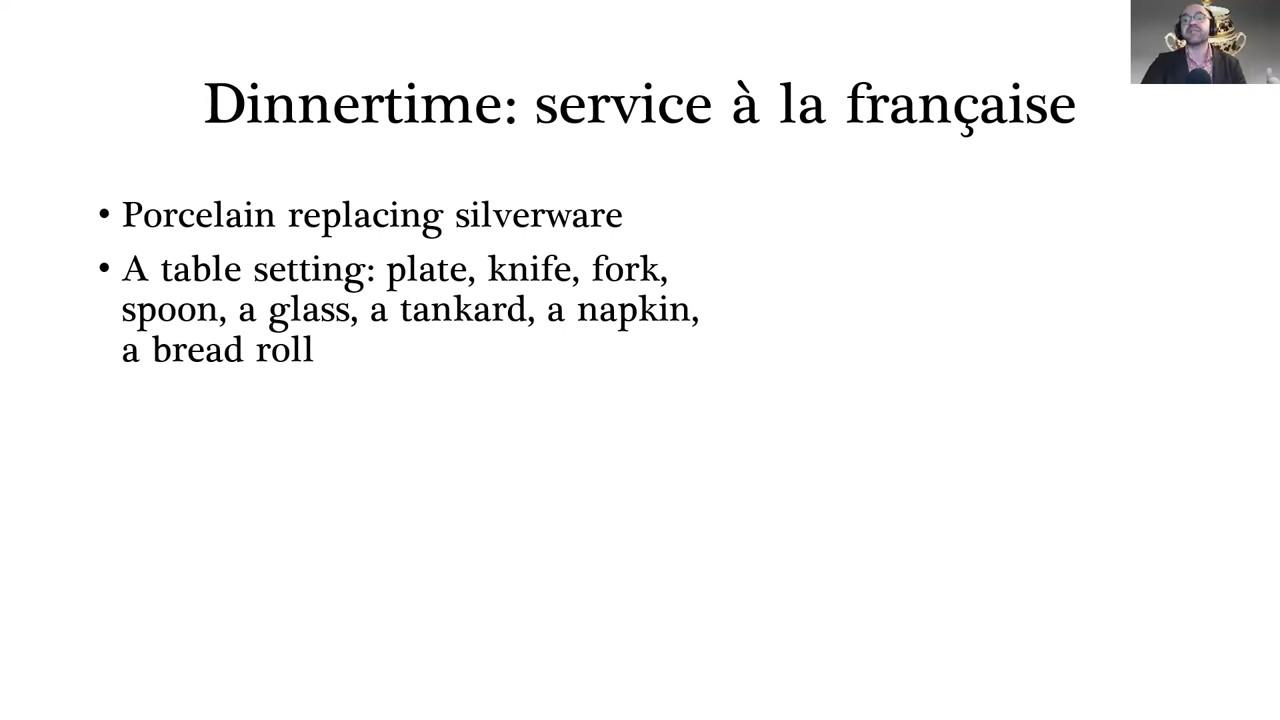 Dinnertime: service à la française
• Porcelain replacing silverware
• A table setting: plate, knife, fork,
spoon, a glass, a tankard, a napkin,
a bread roll